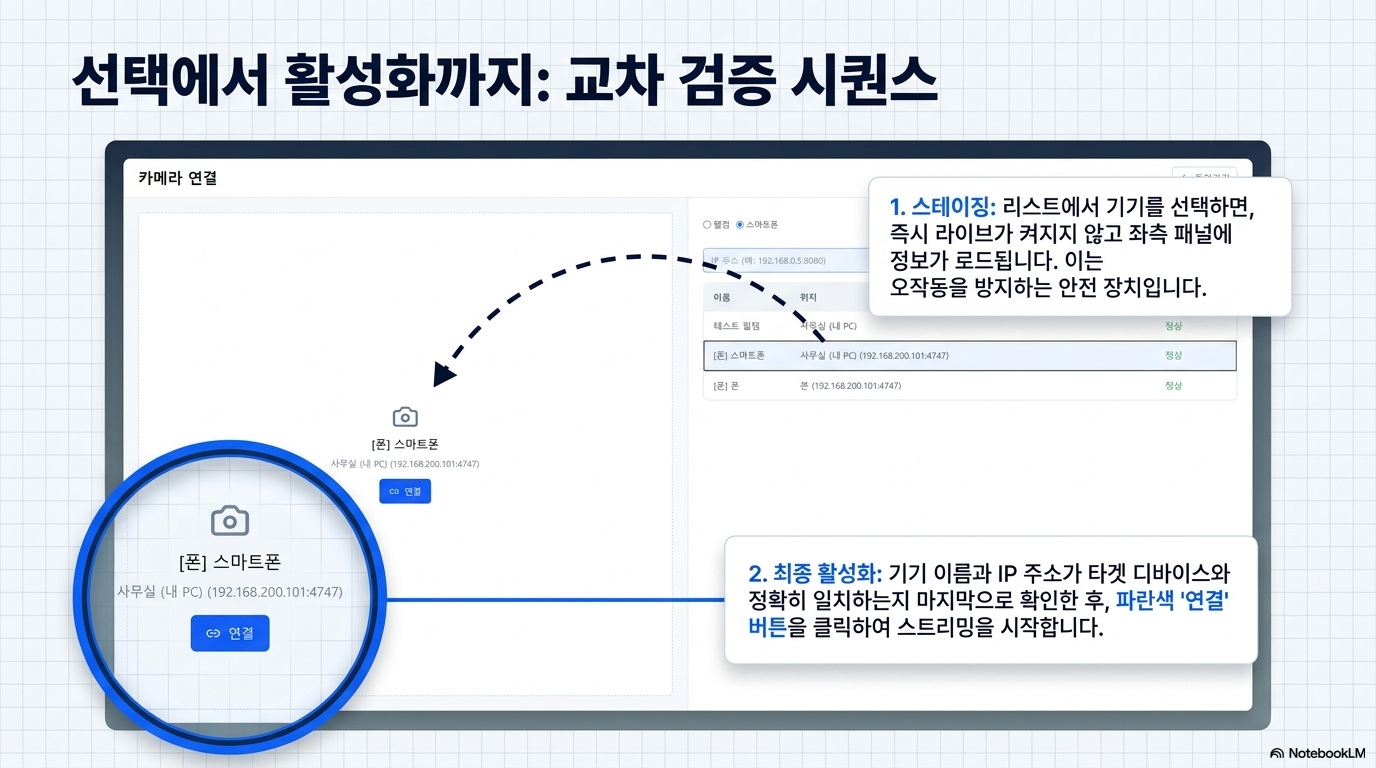 선택에서 활성화까지: 교차 검증 시퀀스
카메라 연결
1. 스테이징: 리스트에서 기기를 선택하면,
즉시 라이브가 켜지지 않고 좌측 패널에
정보가 로드됩니다. 이는
오작동을 방지하는 안전 장치입니다.
스마트폰
(예: 192.168.0.5:8080)
이름 위치
테스트 사무실 (내 PC) 정상
[폰] 스마트폰 사무실 (내 PC) (192.168.200.101:4747) 정상
[폰] 폰 폰 (192.168.200.101:4747) 정상
[폰] 스마트폰
사무실 (내 PC) (192.168.200.101:4747)
연결
[폰] 스마트폰
사무실 (내 PC) (192.168.200.101:4747)
연결
2. 최종 활성화: 기기 이름과 IP 주소가 타겟 디바이스와
정확히 일치하는지 마지막으로 확인한 후, 파란색 '연결'
버튼을 클릭하여 스트리밍을 시작합니다.
NotebookLM